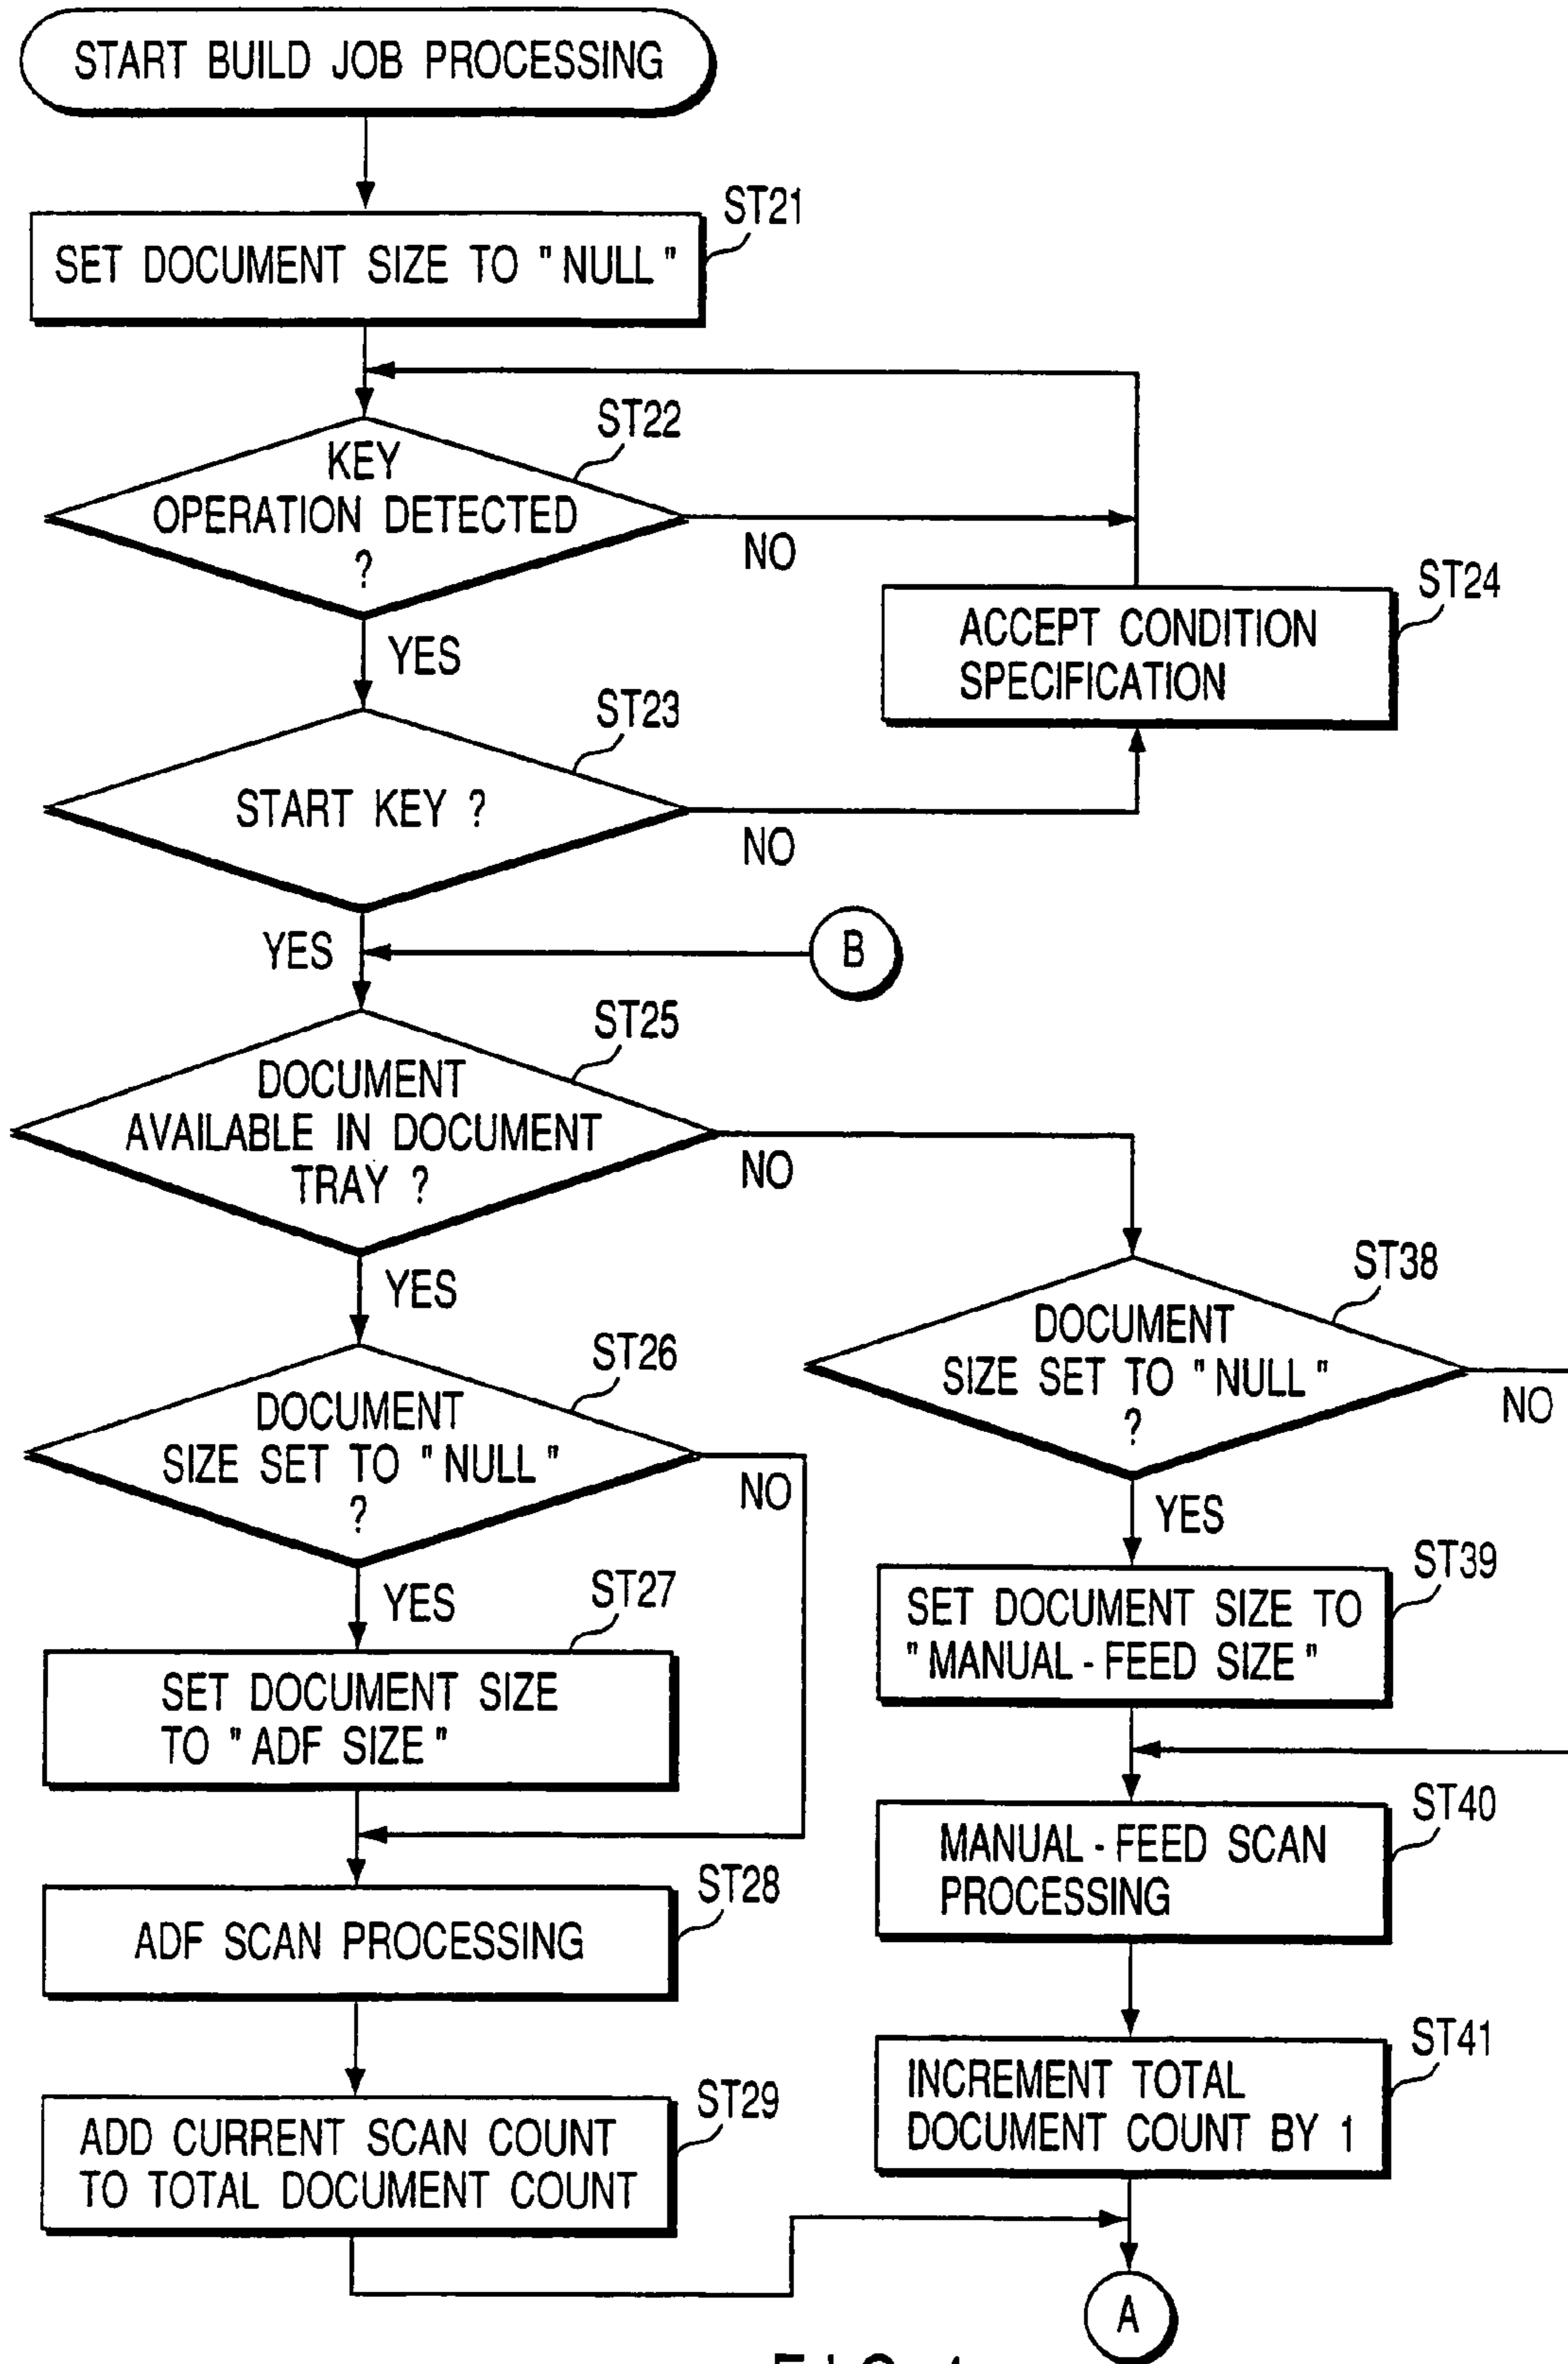 START BUILD JOB PROCESSING
ST21
SET DOCUMENT SIZE TO "NULL"
ST22
KEY
OPERATION DETECTED
?
NO
YES
ST24
ACCEPT CONDITION
SPECIFICATION
ST23
START KEY ?
NO
YES
B
ST25
DOCUMENT
AVAILABLE IN DOCUMENT
TRAY ?
NO
YES
ST38
DOCUMENT
SIZE SET TO "NULL"
?
NO
YES
ST26
DOCUMENT
SIZE SET TO "NULL"
?
NO
YES
ST27
SET DOCUMENT SIZE
TO "ADF SIZE"
ST39
SET DOCUMENT SIZE TO
"MANUAL-FEED SIZE"
ST28
ADF SCAN PROCESSING
ST40
MANUAL-FEED SCAN
PROCESSING
ST29
ADD CURRENT SCAN COUNT
TO TOTAL DOCUMENT COUNT
ST41
INCREMENT TOTAL
DOCUMENT COUNT BY 1
A